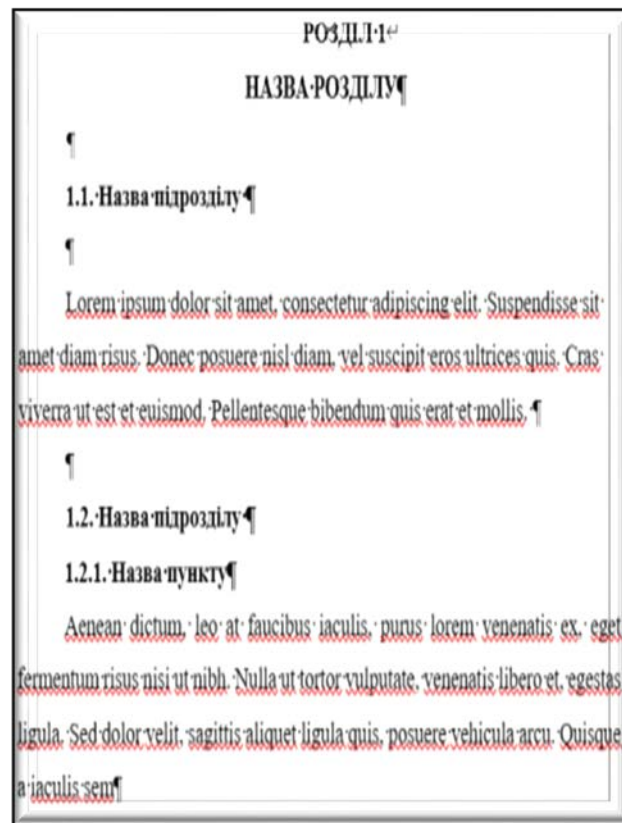 РОЗДІЛ·1↵
НАЗВА·РОЗДІЛУ¶
¶
1.1.·Назва·підрозділу·¶
¶
Lorem·ipsum·dolor·sit·amet,·consectetur·adipiscing·elit.·Suspendisse·sit·
amet·diam·risus.·Donec·posuere·nisl·diam,·vel·suscipit·eros·ultrices·quis.·Cras·
viverra·ut·est·et·euismod.·Pellentesque·bibendum·quis·erat·et·mollis.·¶
¶
1.2.·Назва·підрозділу·¶
1.2.1.·Назва·пункту¶
Aenean·dictum,·leo·at·faucibus·iaculis,·purus·lorem·venenatis·ex,·eget
fermentum·risus·nisi·ut·nibh.·Nulla·ut·tortor·vulputate,·venenatis·libero·et,·egestas
ligula.·Sed·dolor·velit,·sagittis·aliquet·ligula·quis,·posuere·vehicula·arcu.·Quisque
a·iaculis·sem¶